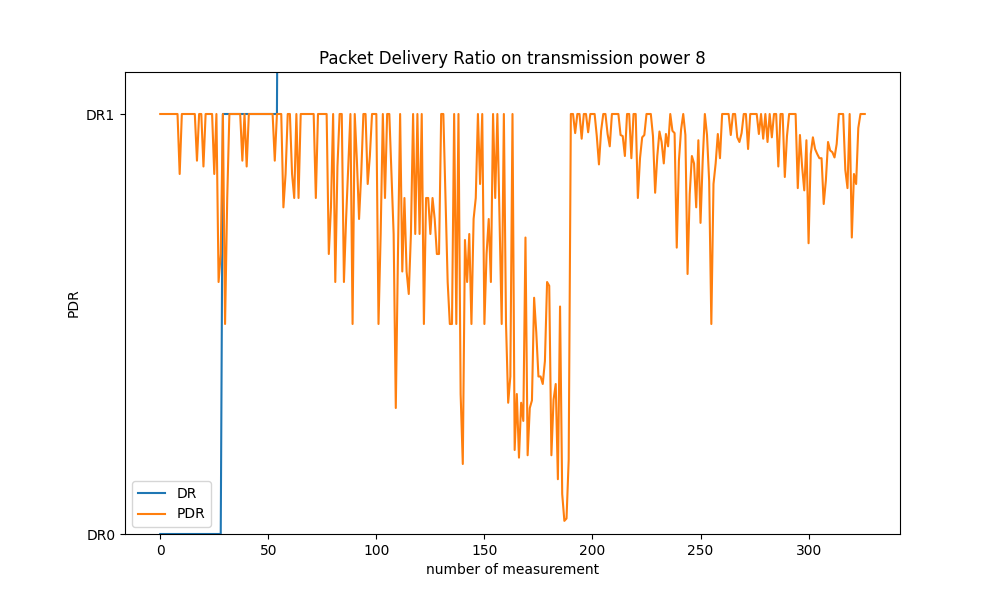 Packet Delivery Ratio on transmission power 8
DR1
PDR
DR
PDR
DR0
0 50 100 150 200 250 300
number of measurement